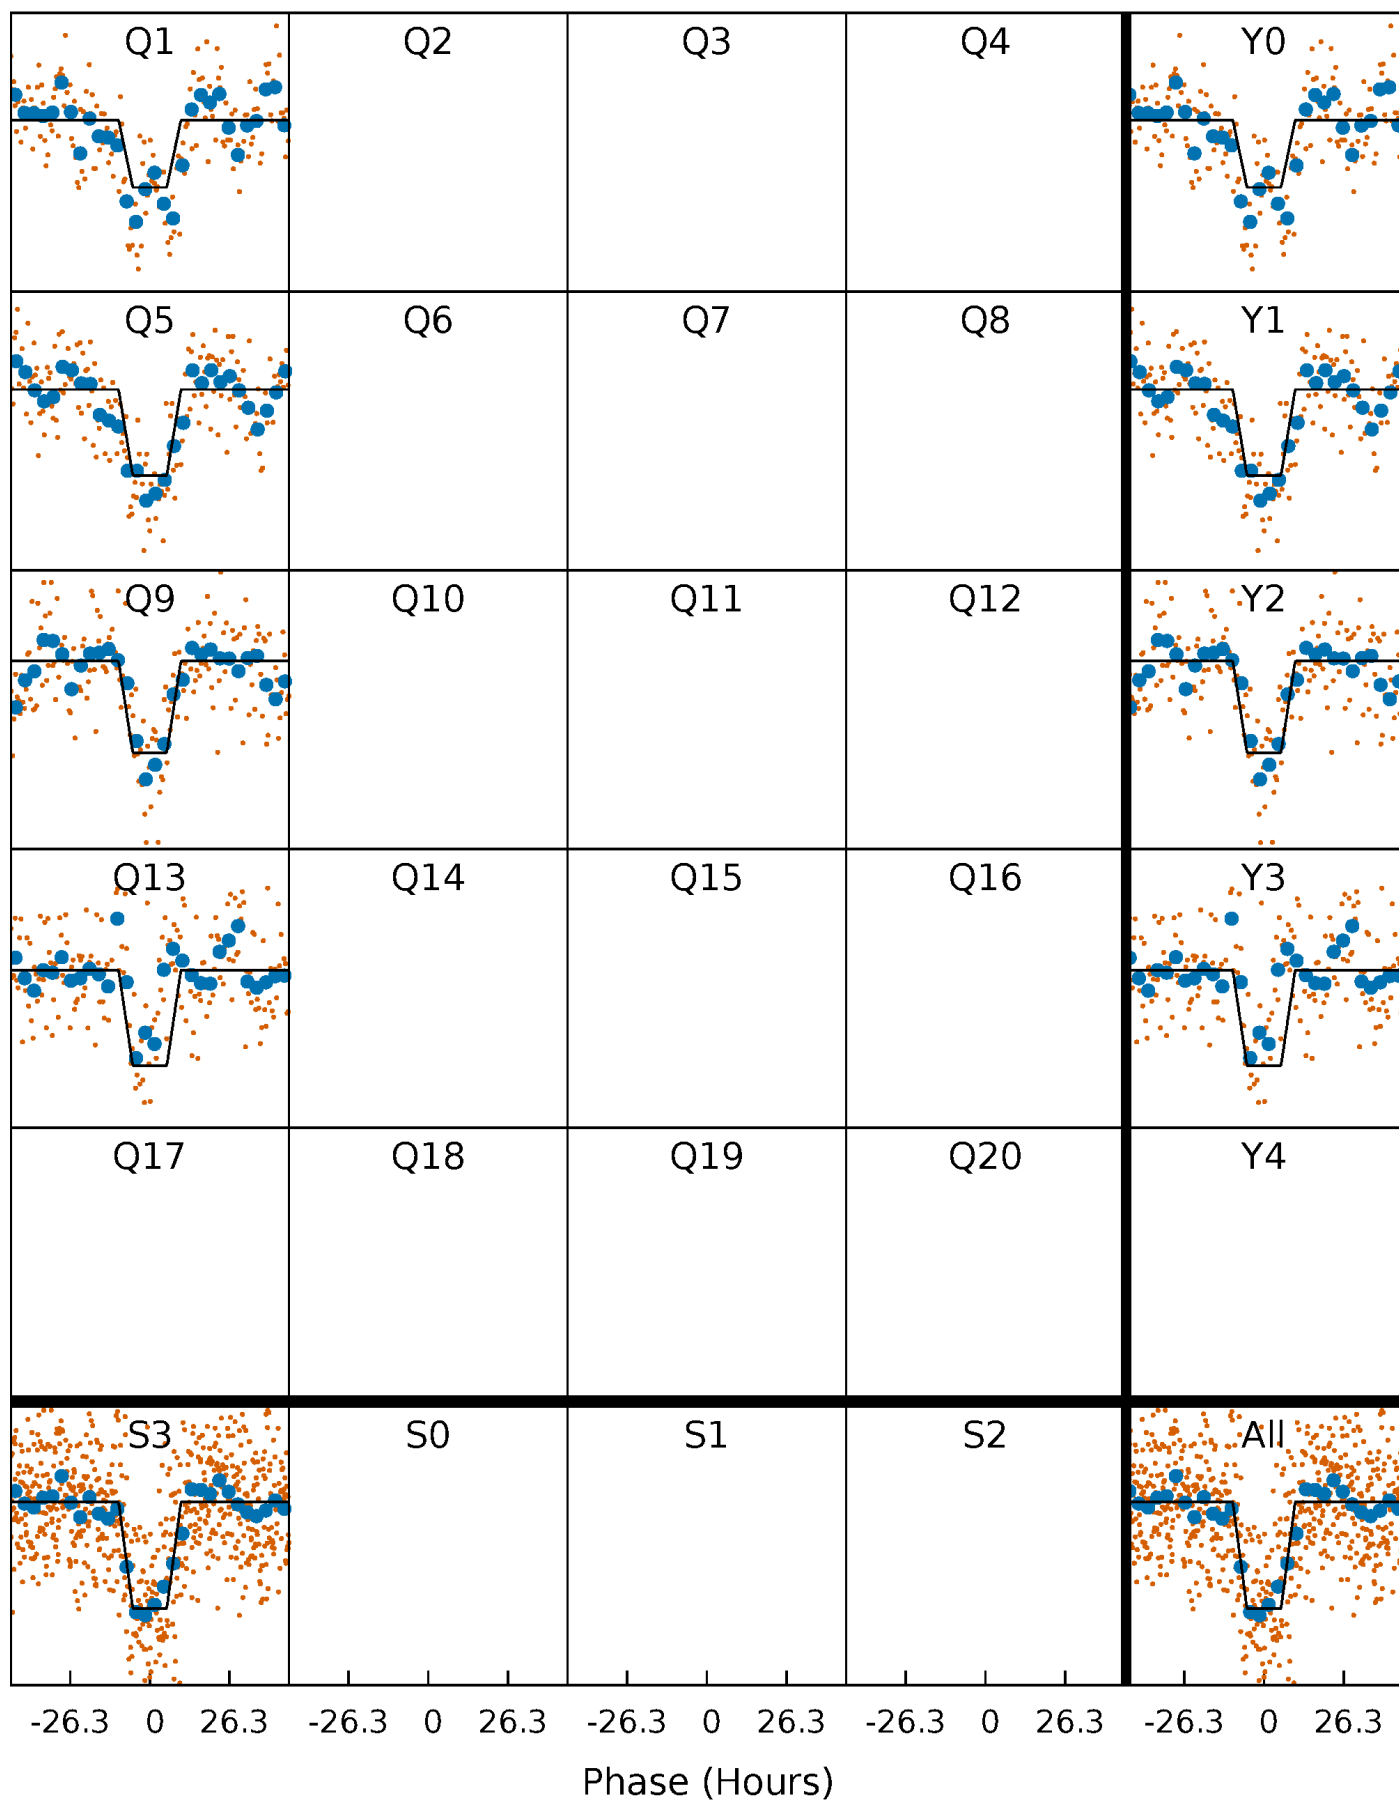 Q1 Q2 Q3 Q4 Y0
Q5 Q6 Q7 Q8 Y1
Q9 Q10 Q11 Q12 Y2
Q13 Q14 Q15 Q16 Y3
Q17 Q18 Q19 Q20 Y4
S3 S0 S1 S2 All
-26.3 0 26.3 -26.3 0 26.3 -26.3 0 26.3 -26.3 0 26.3 -26.3 0 26.3
Phase (Hours)